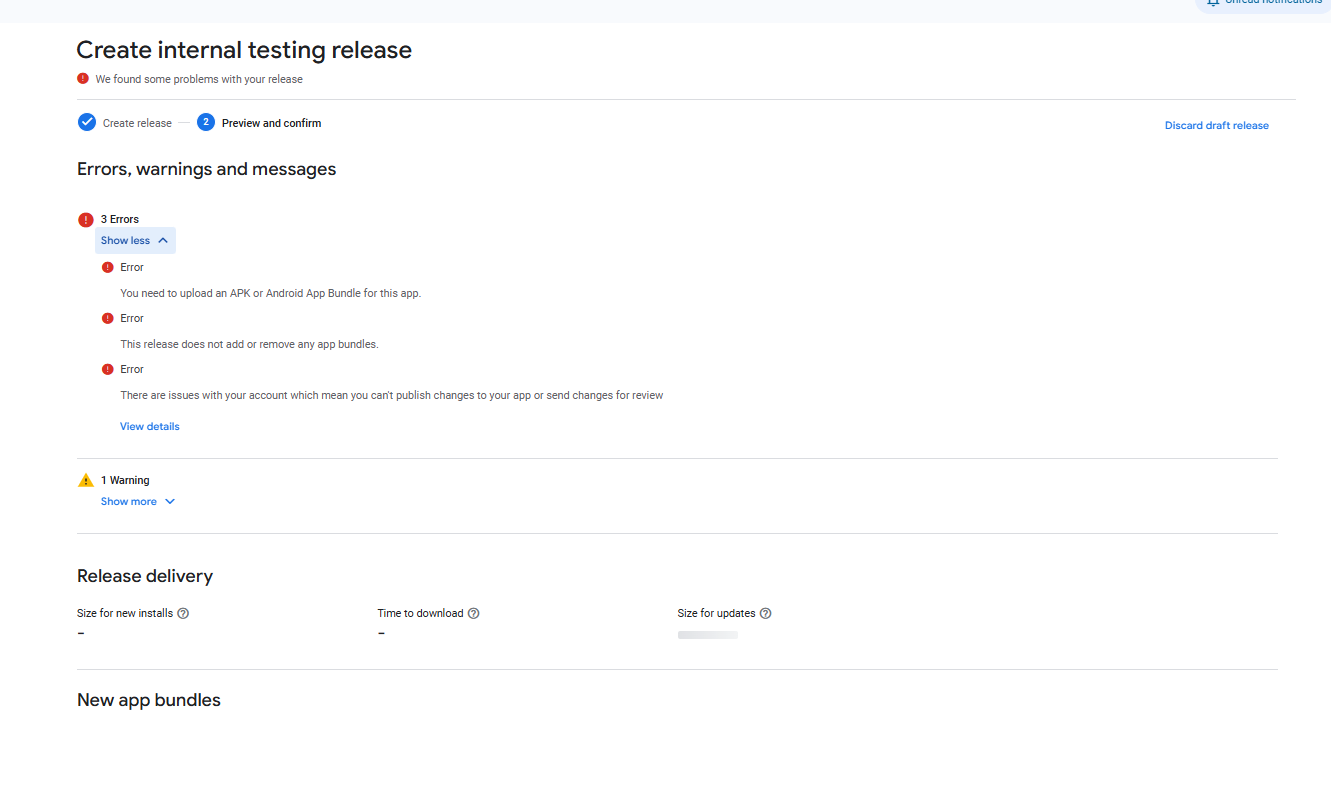 Unread notifications
Create internal testing release
We found some problems with your release
Create release
2 Preview and confirm
Discard draft release
Errors, warnings and messages
3 Errors
Show less
Error
You need to upload an APK or Android App Bundle for this app.
Error
This release does not add or remove any app bundles.
Error
There are issues with your account which mean you can't publish changes to your app or send changes for review
View details
1 Warning
Show more
Release delivery
Size for new installs
Time to download
Size for updates
–
–
New app bundles